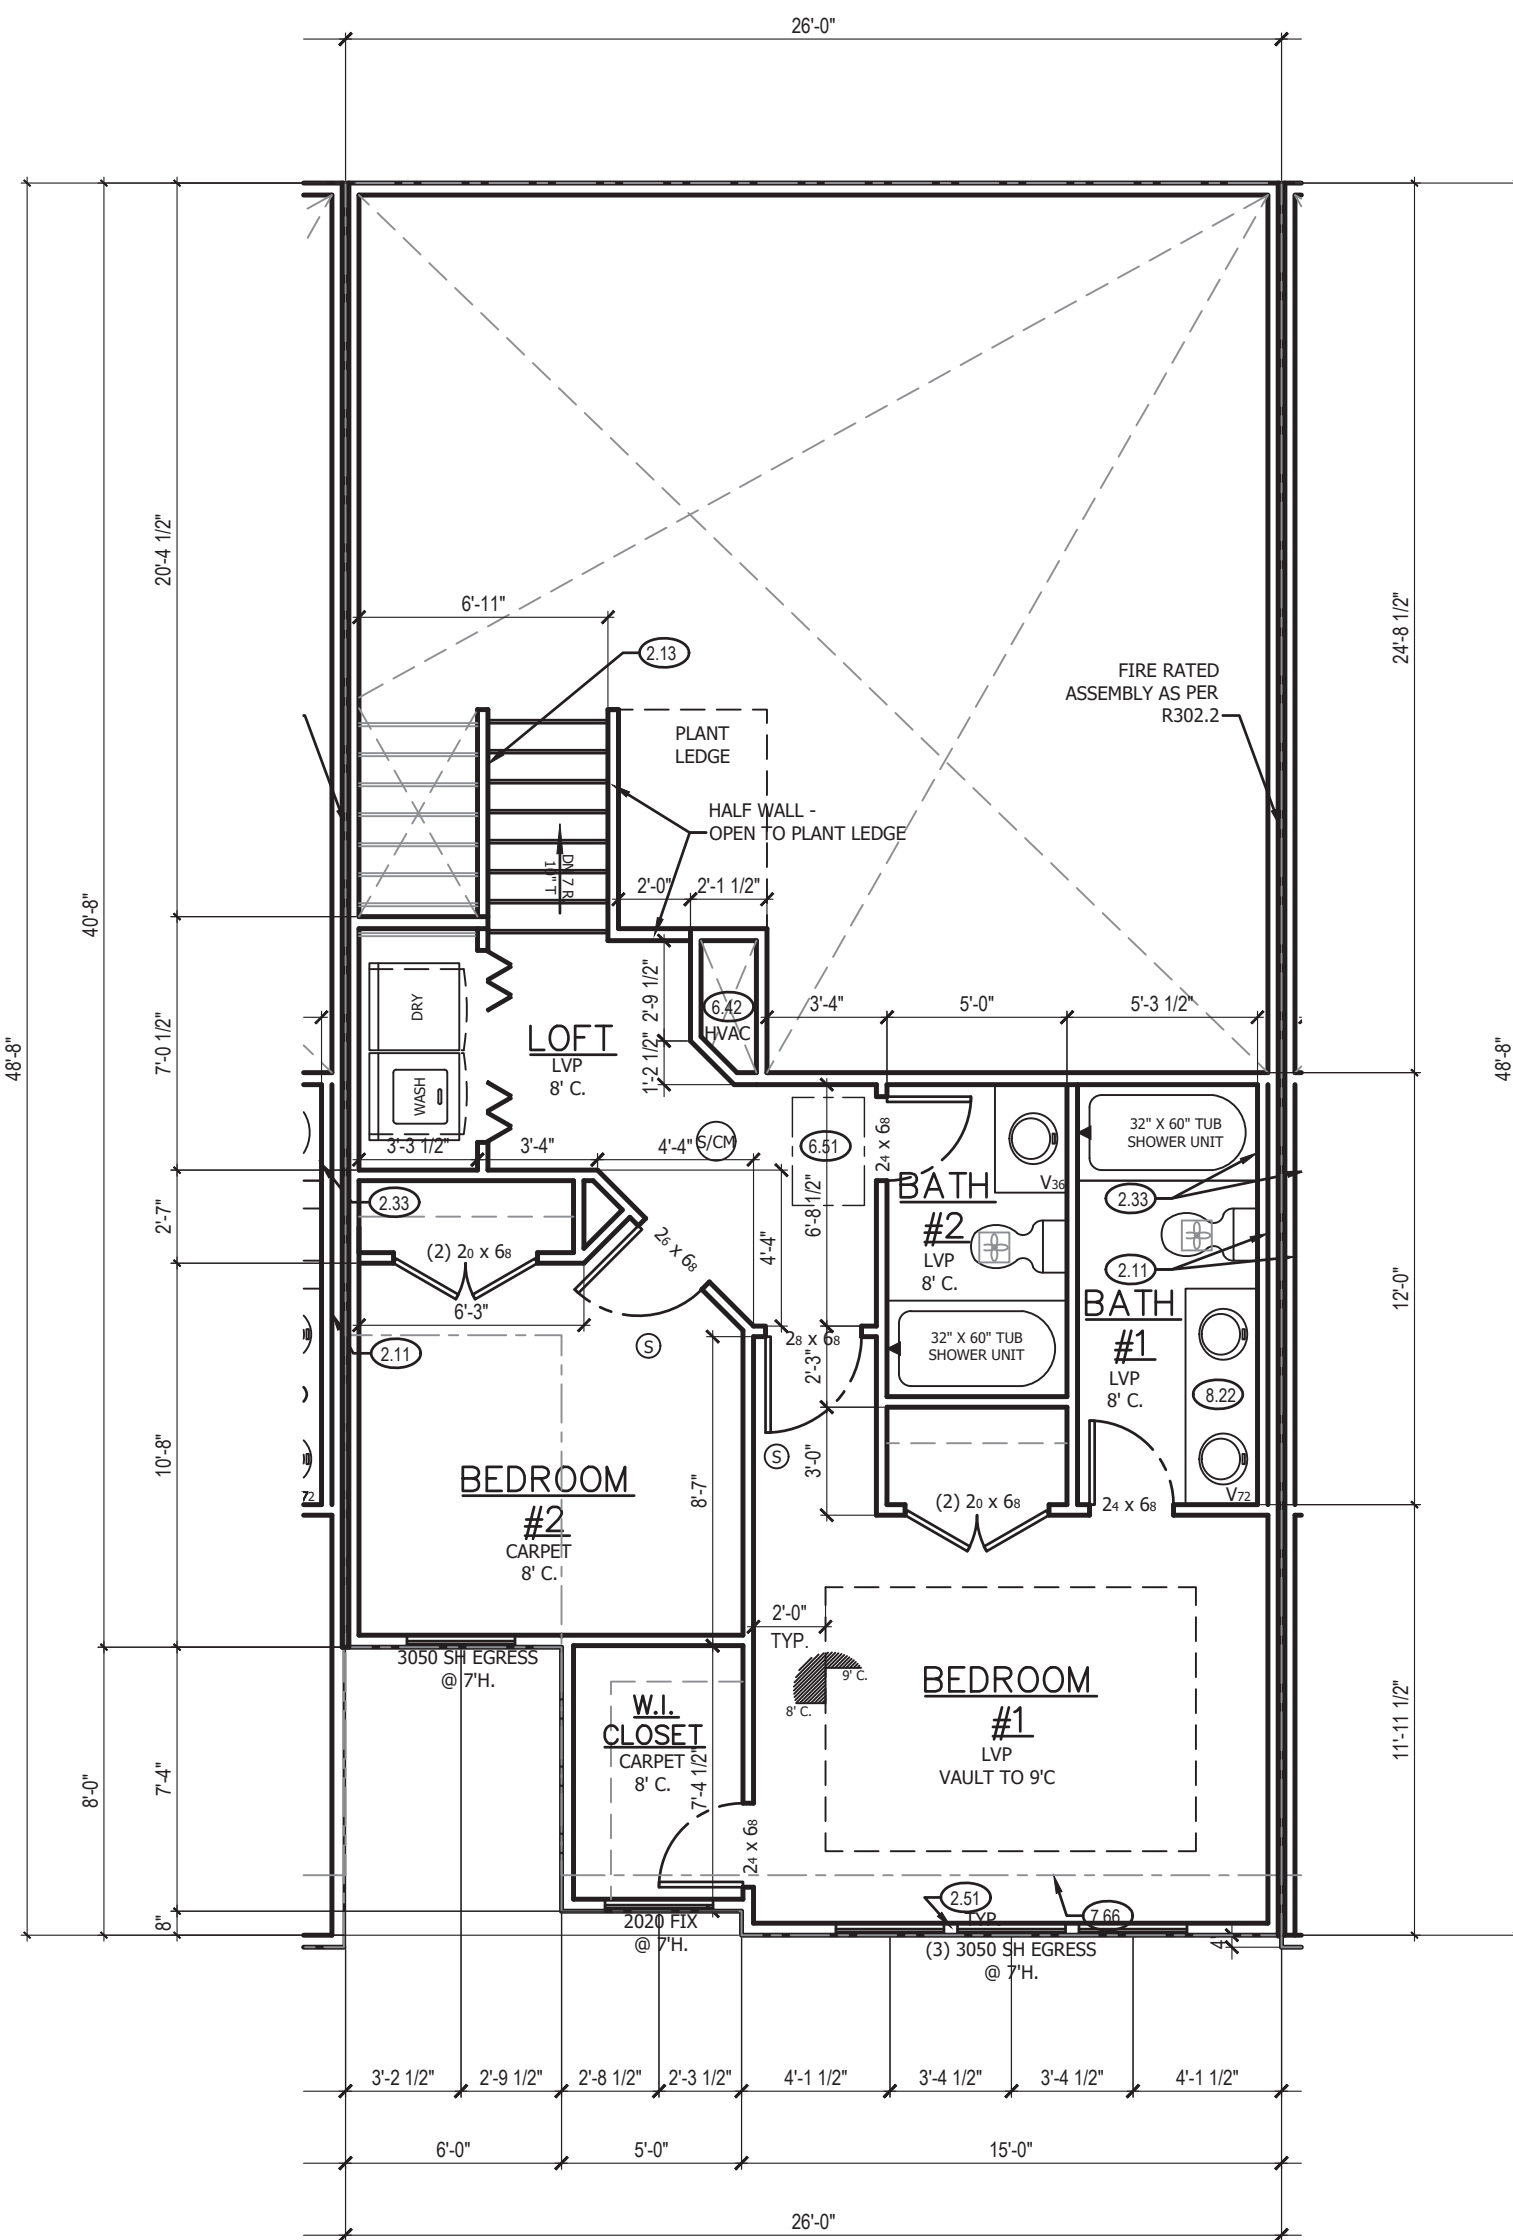 26'-0"
48'-8"
40'-8"
8'-0"
20'-4 1/2"
7'-0 1/2"
2'-7"
10'-8"
7'-4"
8"
24'-8 1/2"
12'-0"
11'-11 1/2"
48'-8"
6'-11"
2.13
FIRE RATED
ASSEMBLY AS PER
R302.2
PLANT
LEDGE
HALF WALL -
OPEN TO PLANT LEDGE
DN 7 R.
10" T
2'-0"
2'-1 1/2"
2'-9 1/2"
1'-2 1/2"
6.42
HVAC
3'-4"
5'-0"
5'-3 1/2"
DRY
WASH
LOFT
LVP
8' C.
3'-3 1/2"
3'-4"
4'-4"
S/CM
6.51
6'-8 1/2"
24 x 68
BATH
#2
LVP
8' C.
V36
32" X 60" TUB
SHOWER UNIT
2.33
2.11
32" X 60" TUB
SHOWER UNIT
BATH
#1
LVP
8' C.
8.22
V72
24 x 68
2.33
(2) 20 x 68
6'-3"
26 x 68
4'-4"
S
2.11
28 x 68
2'-3"
3'-0"
S
(2) 20 x 68
72
BEDROOM
#2
CARPET
8' C.
8'-7"
3050 SH EGRESS
@ 7'H.
2'-0"
TYP.
9' C.
8' C.
BEDROOM
#1
LVP
VAULT TO 9'C
W.I.
CLOSET
CARPET
8' C.
7'-4 1/2"
24 x 68
2020 FIX
@ 7'H.
2.51
TYP.
7.66
(3) 3050 SH EGRESS
@ 7'H.
4"
3'-2 1/2"
2'-9 1/2"
2'-8 1/2"
2'-3 1/2"
4'-1 1/2"
3'-4 1/2"
3'-4 1/2"
4'-1 1/2"
6'-0"
5'-0"
15'-0"
26'-0"